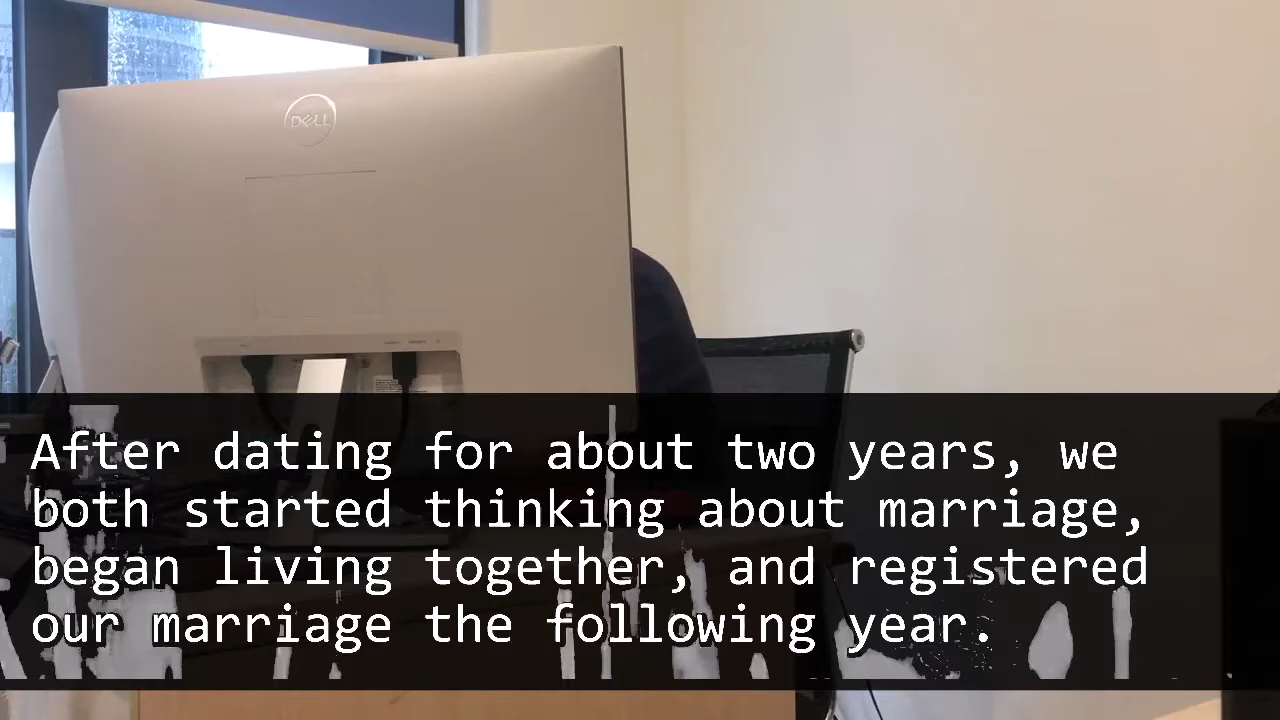 DELL
After dating for about two years, we
both started thinking about marriage,
began living together, and registered
our marriage the following year.